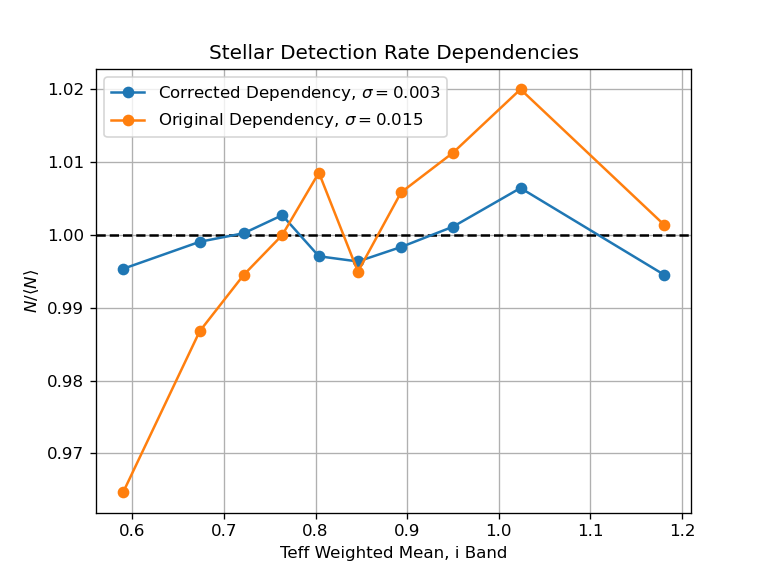 Stellar Detection Rate Dependencies
1.02
1.01
1.00
0.99
0.98
0.97
N/⟨N⟩
Corrected Dependency, σ = 0.003
Original Dependency, σ = 0.015
0.6 0.7 0.8 0.9 1.0 1.1 1.2
Teff Weighted Mean, i Band